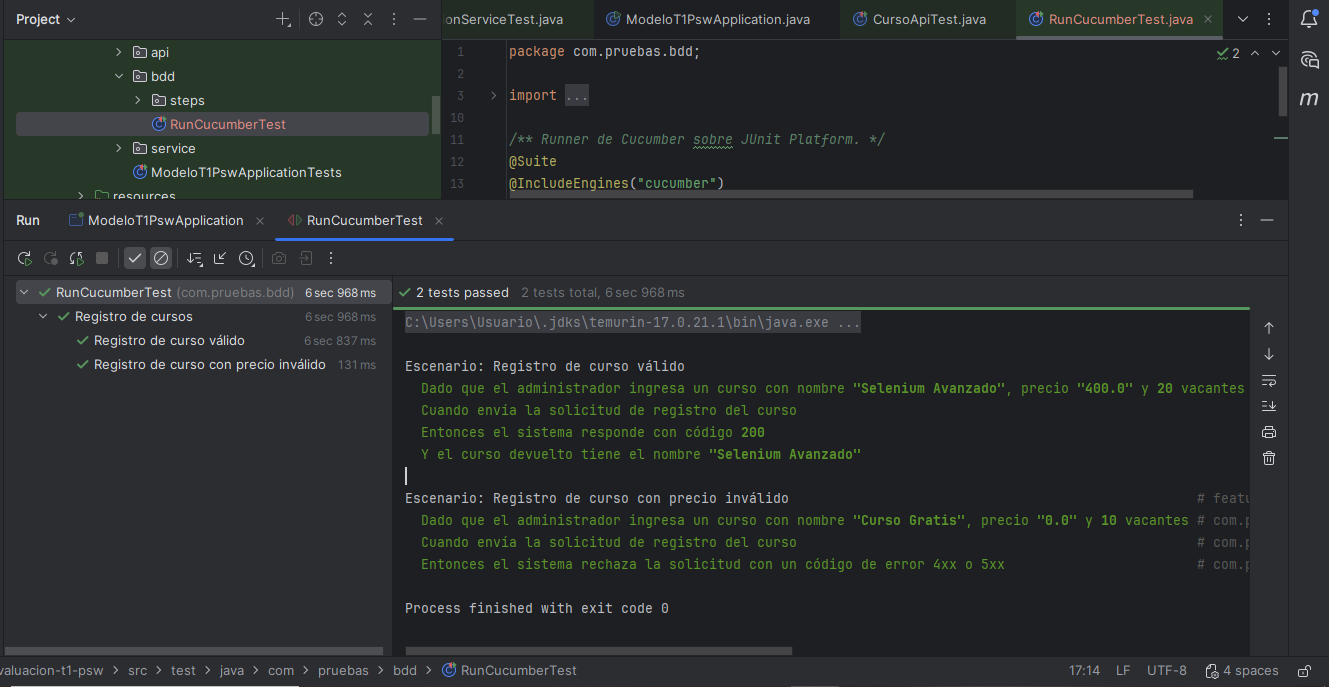 Project
onServiceTest.java
ModeloT1PswApplication.java
CursoApiTest.java
RunCucumberTest.java
api
bdd
steps
RunCucumberTest
service
ModeloT1PswApplicationTests
resources
1 package com.pruebas.bdd;
2
3 import ...
10
11 /** Runner de Cucumber sobre JUnit Platform. */
12 @Suite
13 @IncludeEngines("cucumber")
2
m
Run
ModeloT1PswApplication
RunCucumberTest
RunCucumberTest (com.pruebas.bdd) 6 sec 968 ms
Registro de cursos 6 sec 968 ms
Registro de curso válido 6 sec 837 ms
Registro de curso con precio inválido 131 ms
2 tests passed 2 tests total, 6 sec 968 ms
C:\Users\Usuario\.jdks\temurin-17.0.21.1\bin\java.exe ...
Escenario: Registro de curso válido
Dado que el administrador ingresa un curso con nombre "Selenium Avanzado", precio "400.0" y 20 vacantes
Cuando envía la solicitud de registro del curso
Entonces el sistema responde con código 200
Y el curso devuelto tiene el nombre "Selenium Avanzado"
Escenario: Registro de curso con precio inválido # featu
Dado que el administrador ingresa un curso con nombre "Curso Gratis", precio "0.0" y 10 vacantes # com.p
Cuando envía la solicitud de registro del curso # com.p
Entonces el sistema rechaza la solicitud con un código de error 4xx o 5xx # com.p
Process finished with exit code 0
valuacion-t1-psw > src > test > java > com > pruebas > bdd > RunCucumberTest
17:14 LF UTF-8 4 spaces